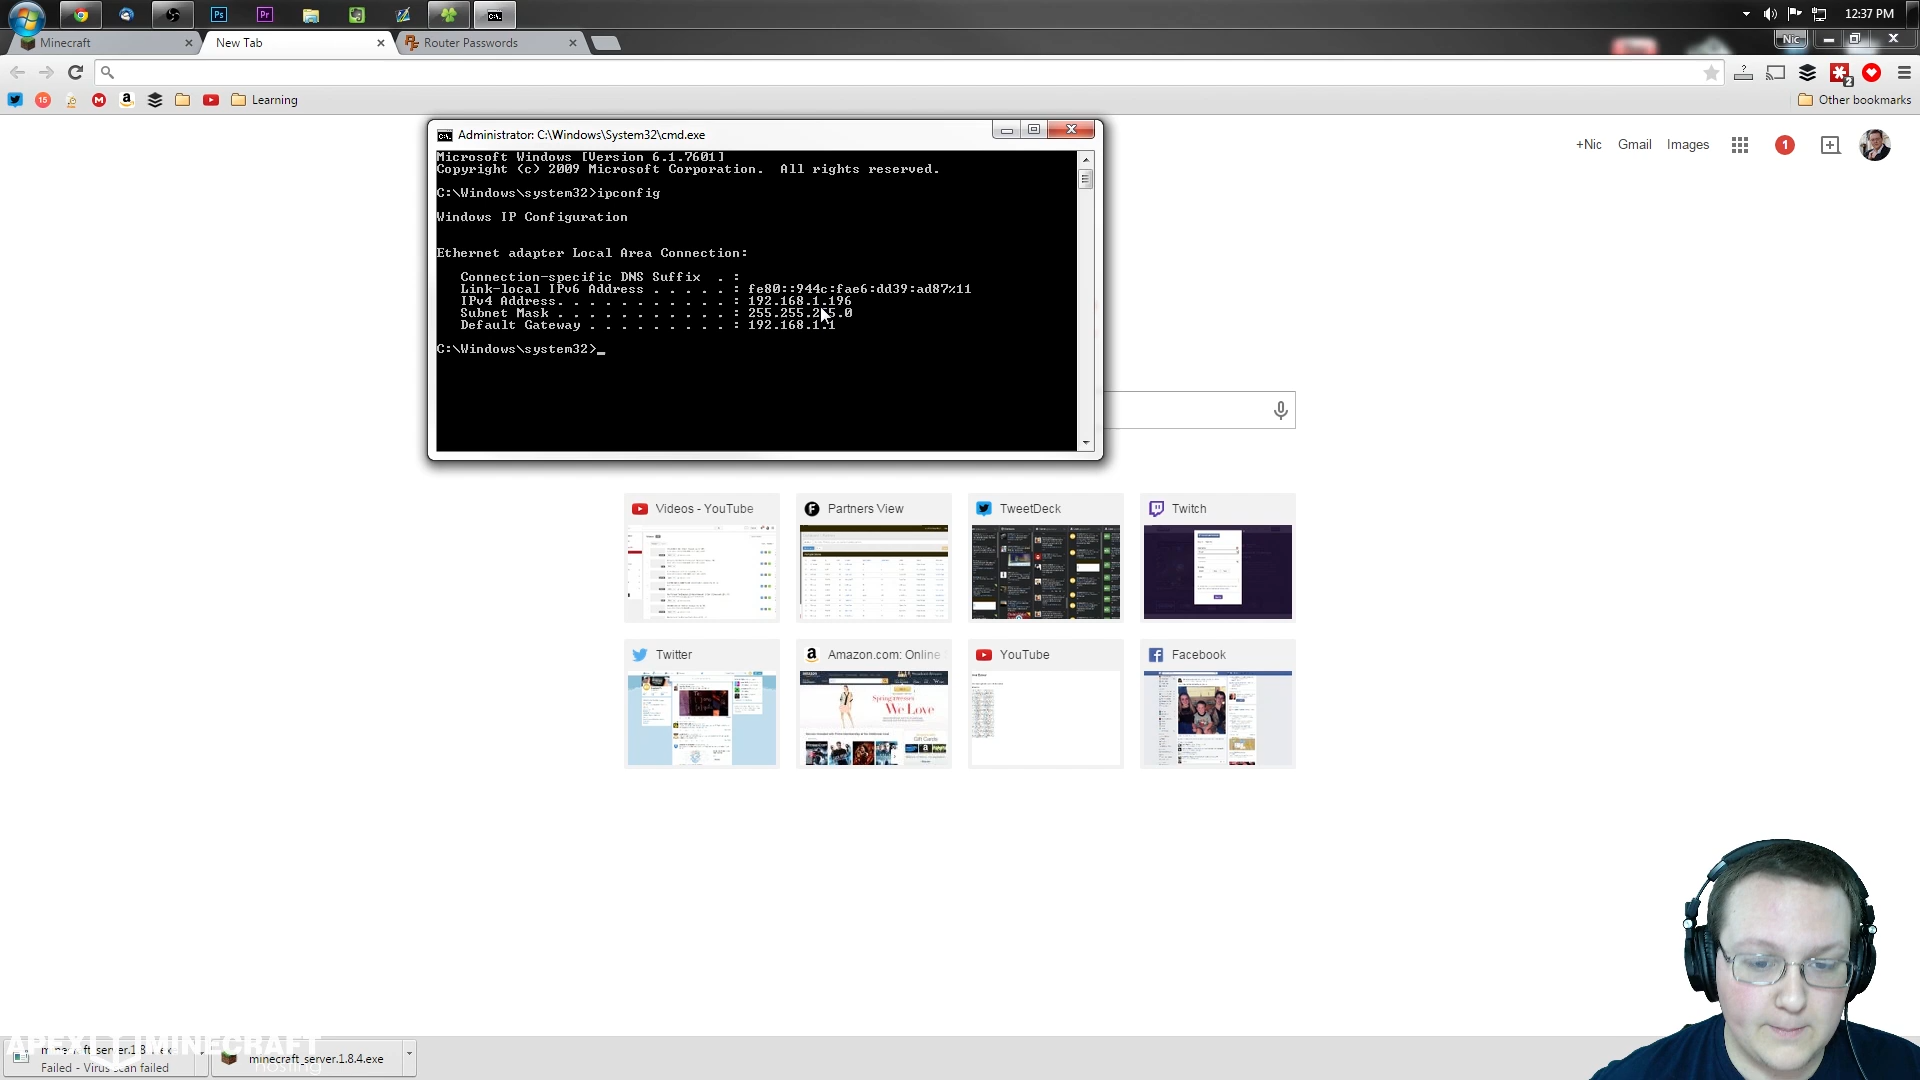 12:37 PM
Minecraft
New Tab
Router Passwords
Nic
Learning
Other bookmarks
+Nic
Gmail
Images
1
Administrator: C:\Windows\System32\cmd.exe
Microsoft Windows [Version 6.1.7601]
Copyright (c) 2009 Microsoft Corporation.  All rights reserved.
C:\Windows\system32>ipconfig
Windows IP Configuration
Ethernet adapter Local Area Connection:
Connection-specific DNS Suffix  . :
Link-local IPv6 Address . . . . . : fe80::944c:fae6:dd39:ad87%11
IPv4 Address. . . . . . . . . . . : 192.168.1.196
Subnet Mask . . . . . . . . . . . : 255.255.255.0
Default Gateway . . . . . . . . . : 192.168.1.1
C:\Windows\system32>_
Videos - YouTube
Partners View
TweetDeck
Twitch
Twitter
Amazon.com: Online
YouTube
Facebook
We Love
APEX MINECRAFT
hosting
Failed - Virus scan failed
minecraft_server.1.8.4.exe